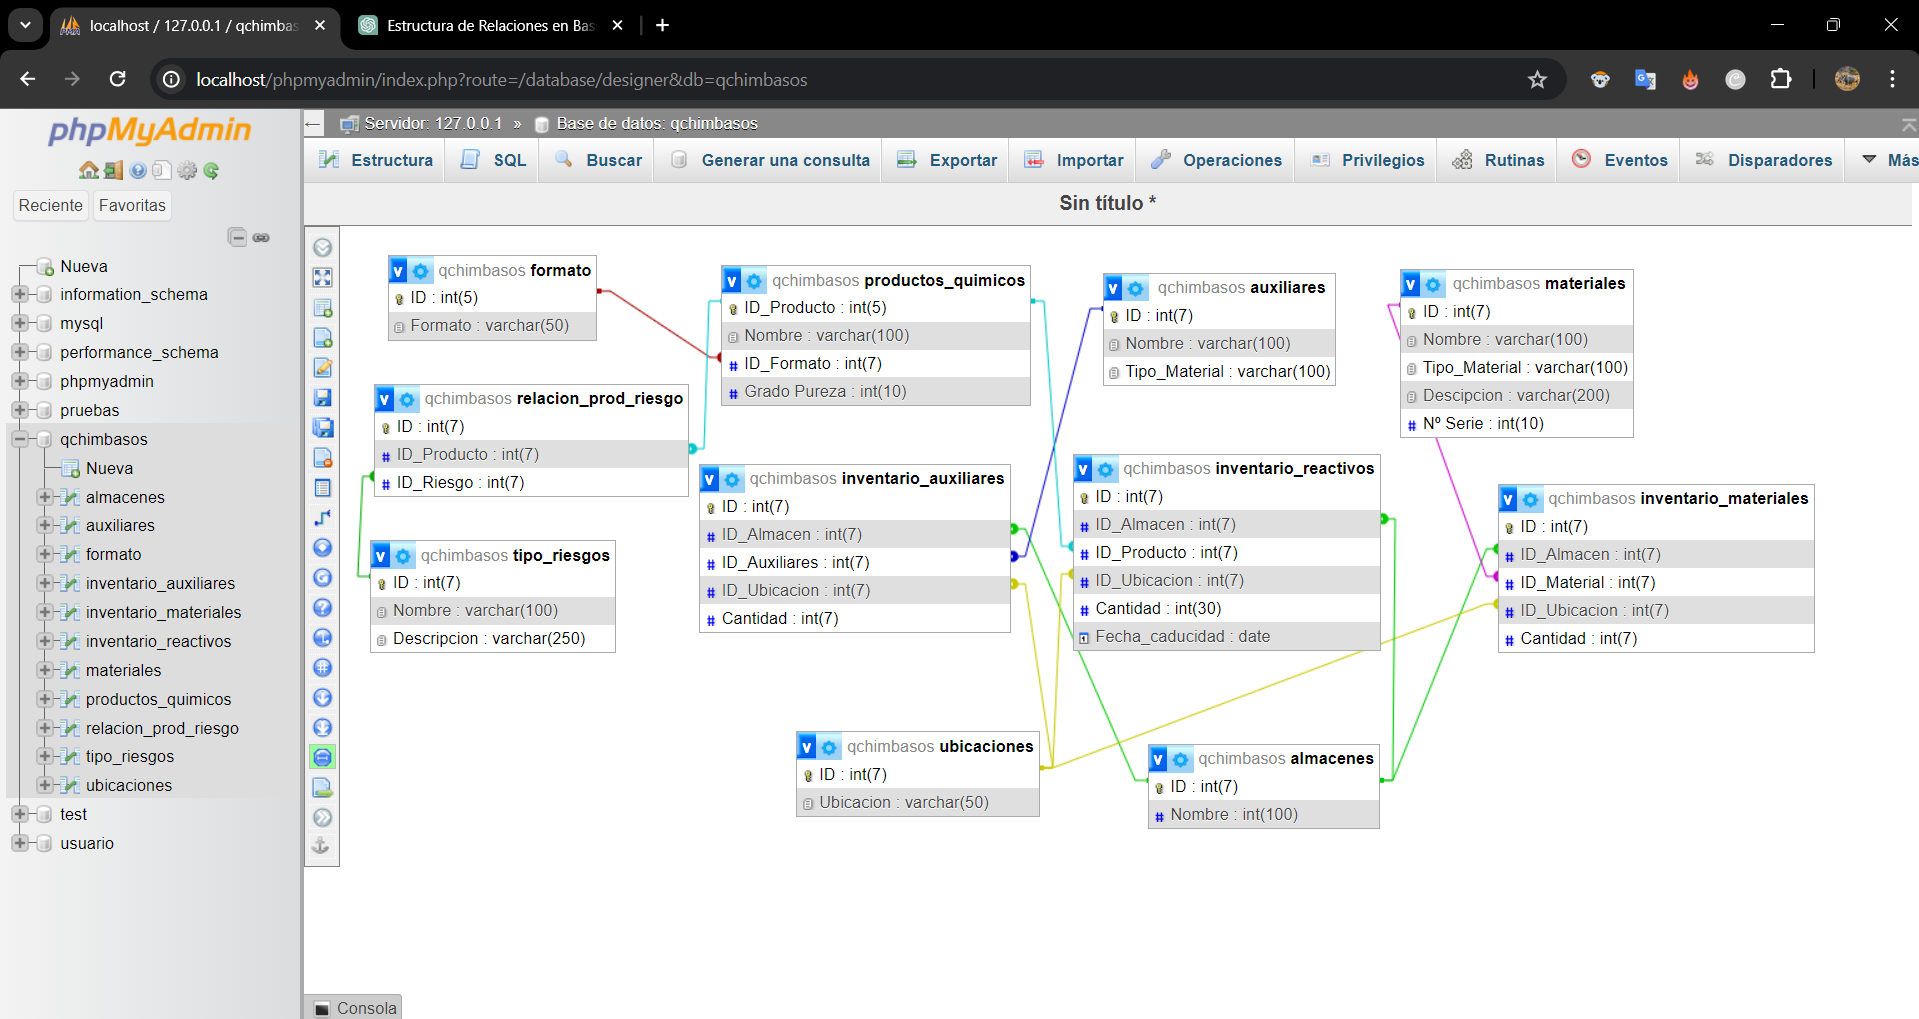 localhost / 127.0.0.1 / qchimbas
Estructura de Relaciones en Bas
localhost/phpmyadmin/index.php?route=/database/designer&db=qchimbasos
phpMyAdmin
Reciente
Favoritas
Nueva
information_schema
mysql
performance_schema
phpmyadmin
pruebas
qchimbasos
Nueva
almacenes
auxiliares
formato
inventario_auxiliares
inventario_materiales
inventario_reactivos
materiales
productos_quimicos
relacion_prod_riesgo
tipo_riesgos
ubicaciones
test
usuario
Servidor: 127.0.0.1 » Base de datos: qchimbasos
Estructura SQL Buscar Generar una consulta Exportar Importar Operaciones Privilegios Rutinas Eventos Disparadores Más
Sin título *
v qchimbasos formato
ID : int(5)
Formato : varchar(50)
v qchimbasos productos_quimicos
ID_Producto : int(5)
Nombre : varchar(100)
# ID_Formato : int(7)
# Grado Pureza : int(10)
v qchimbasos auxiliares
ID : int(7)
Nombre : varchar(100)
Tipo_Material : varchar(100)
v qchimbasos materiales
ID : int(7)
Nombre : varchar(100)
Tipo_Material : varchar(100)
Descipcion : varchar(200)
# Nº Serie : int(10)
v qchimbasos relacion_prod_riesgo
ID : int(7)
# ID_Producto : int(7)
# ID_Riesgo : int(7)
v qchimbasos inventario_auxiliares
ID : int(7)
# ID_Almacen : int(7)
# ID_Auxiliares : int(7)
# ID_Ubicacion : int(7)
# Cantidad : int(7)
v qchimbasos inventario_reactivos
ID : int(7)
# ID_Almacen : int(7)
# ID_Producto : int(7)
# ID_Ubicacion : int(7)
# Cantidad : int(30)
Fecha_caducidad : date
v qchimbasos inventario_materiales
ID : int(7)
# ID_Almacen : int(7)
# ID_Material : int(7)
# ID_Ubicacion : int(7)
# Cantidad : int(7)
v qchimbasos tipo_riesgos
ID : int(7)
Nombre : varchar(100)
Descripcion : varchar(250)
v qchimbasos ubicaciones
ID : int(7)
Ubicacion : varchar(50)
v qchimbasos almacenes
ID : int(7)
# Nombre : int(100)
Consola